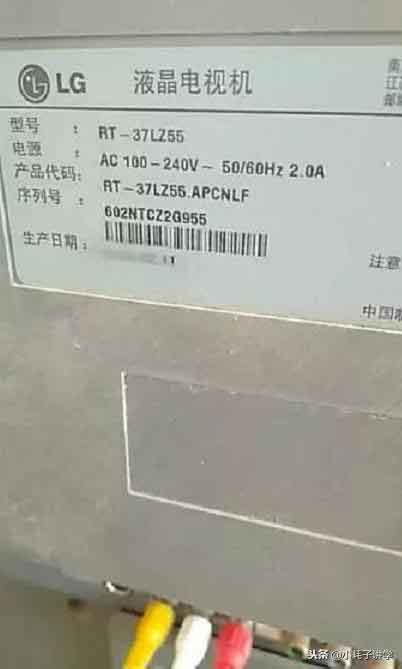 LG 液晶电视机
型号 : RT-37LZ55
电源 : AC 100-240V~ 50/60Hz 2.0A
产品代码: RT-37LZ55.APCNLF
序列号 : 602NTCZ2G955
生产日期:
注意
中国
头条@小耗子讲堂